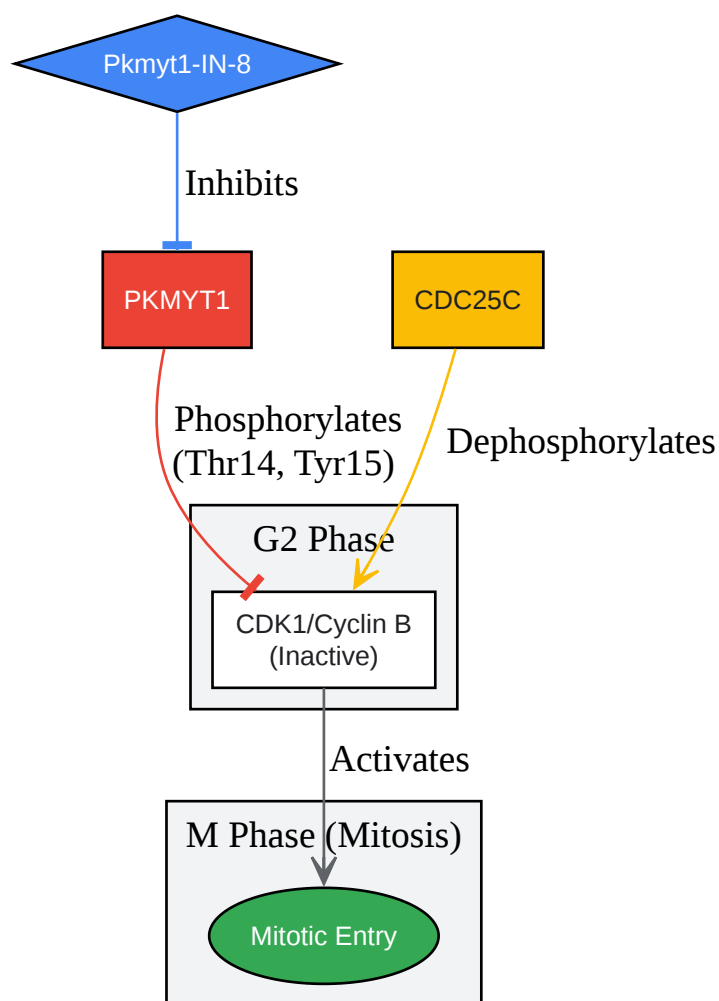 Pkmyt1-IN-8
Inhibits
PKMYT1
CDC25C
Phosphorylates
(Thr14, Tyr15)
Dephosphorylates
G2 Phase
CDK1/Cyclin B
(Inactive)
Activates
M Phase (Mitosis)
Mitotic Entry